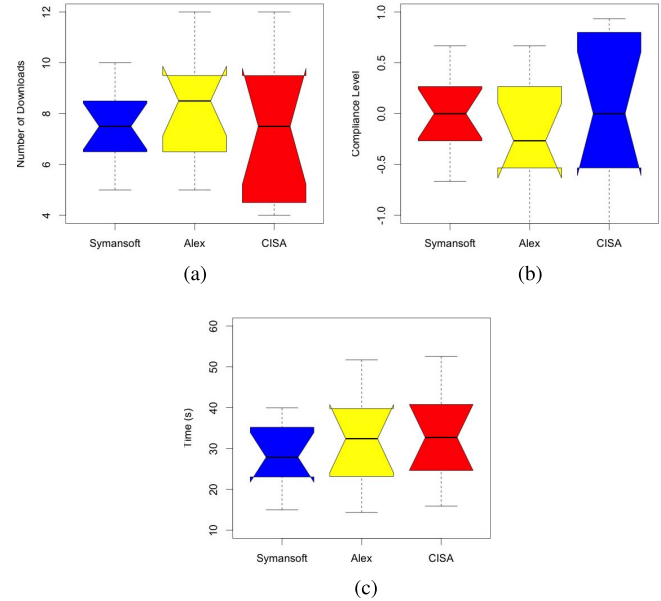 Number of Downloads
12
10
8
6
4
Symansoft Alex CISA
(a)
Compliance Level
1.0
0.5
0.0
-0.5
-1.0
Symansoft Alex CISA
(b)
Time (s)
60
50
40
30
20
10
Symansoft Alex CISA
(c)